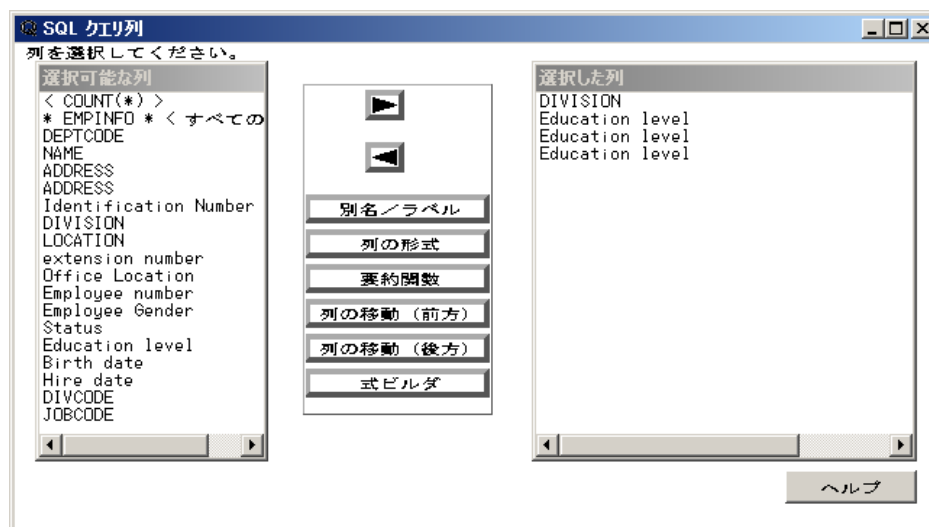 SQL クエリ列
列を選択してください。
選択可能な列
< COUNT(*) >
* EMPINFO * < すべての
DEPTCODE
NAME
ADDRESS
ADDRESS
Identification Number
DIVISION
LOCATION
extension number
Office Location
Employee number
Employee Gender
Status
Education level
Birth date
Hire date
DIVCODE
JOBCODE
別名／ラベル
列の形式
要約関数
列の移動（前方）
列の移動（後方）
式ビルダ
選択した列
DIVISION
Education level
Education level
Education level
ヘルプ